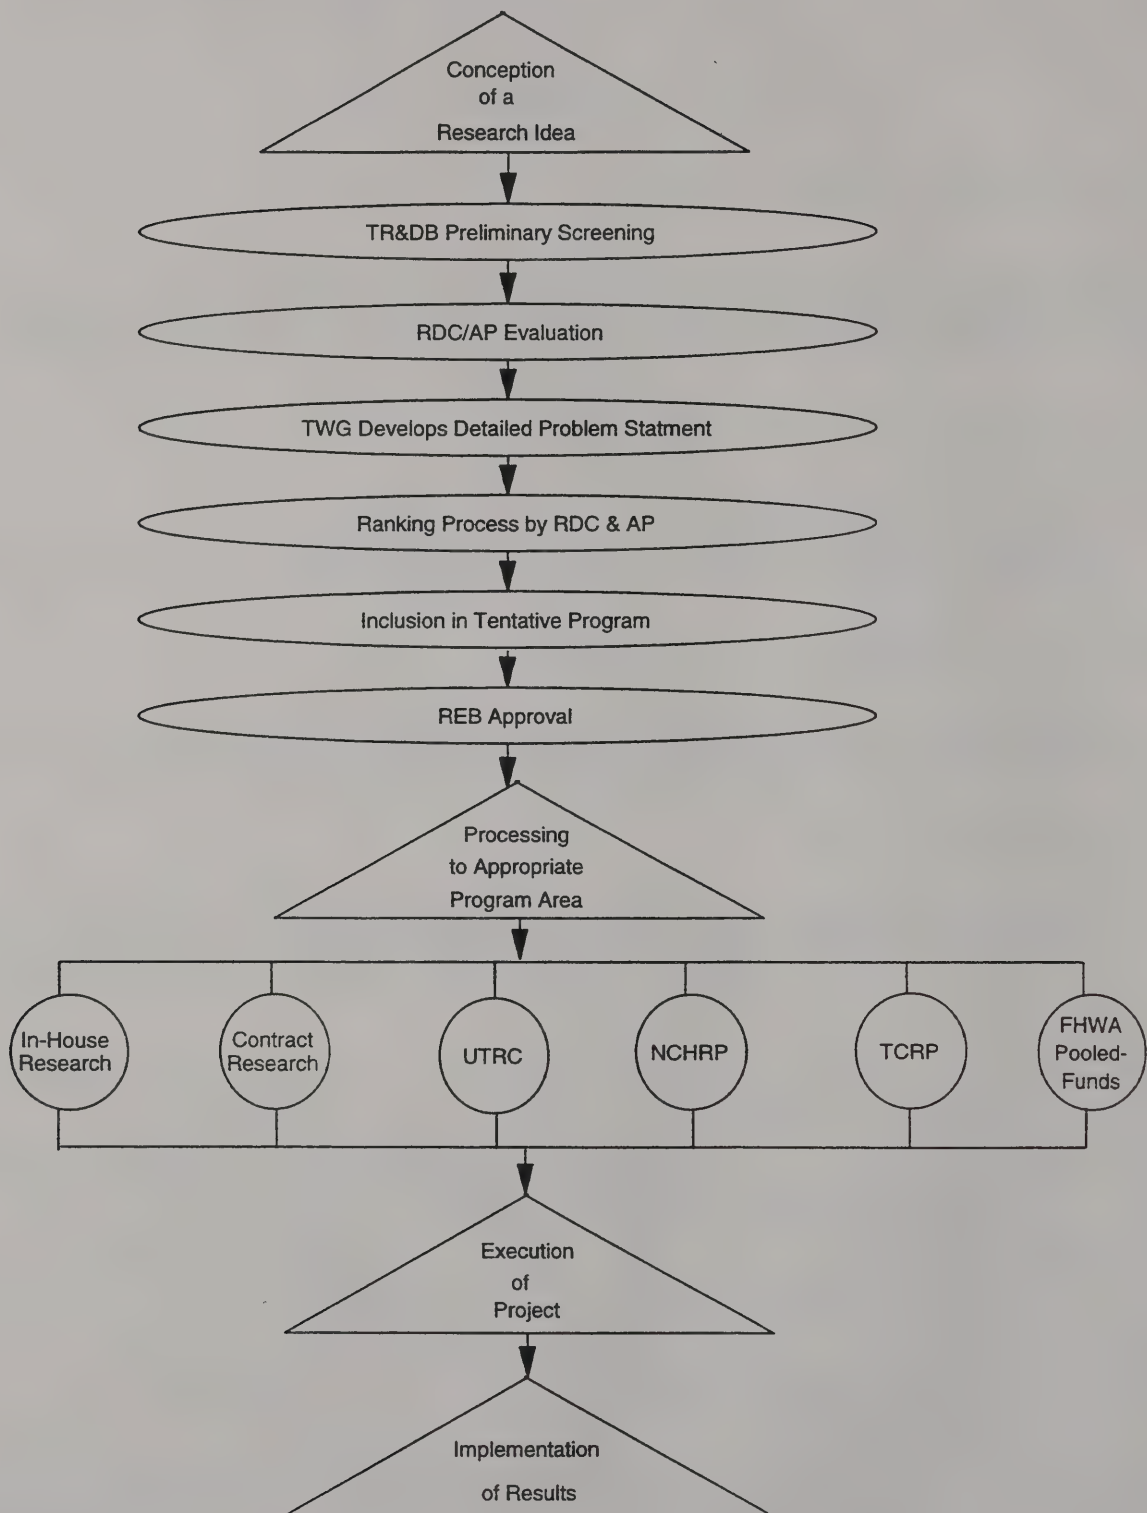 Conception
of a
Research Idea
TR&DB Preliminary Screening
RDC/AP Evaluation
TWG Develops Detailed Problem Statment
Ranking Process by RDC & AP
Inclusion in Tentative Program
REB Approval
Processing
to Appropriate
Program Area
In-House
Research
Contract
Research
UTRC
NCHRP
TCRP
FHWA
Pooled-
Funds
Execution
of
Project
Implementation
of Results